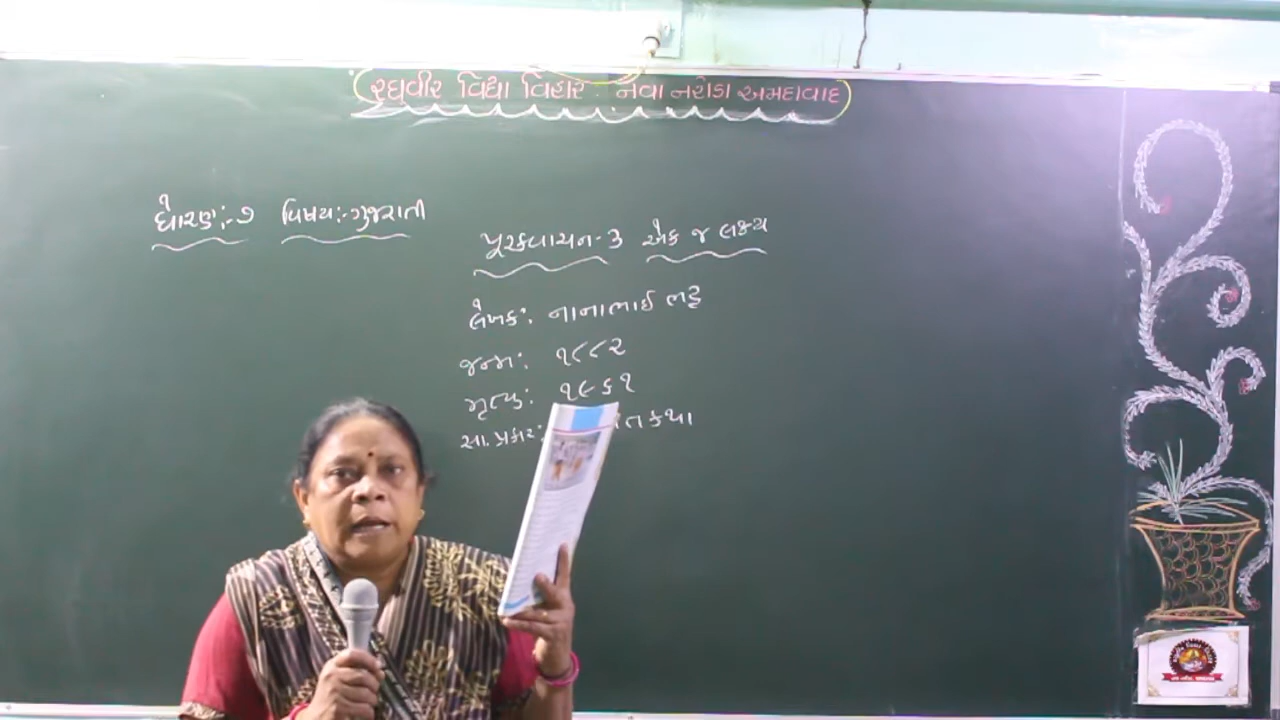 રઘુવીર વિદ્યા વિહાર નવા નરોડા અમદાવાદ
ધોરણ:-૭ વિષય:-ગુજરાતી
પૂરકવાચન-૩ એક જ લક્ષ્ય
લેખક: નાનાભાઈ ભટ્ટ
જન્મ: ૧૮૮૨
મૃત્યુ: ૧૯૬૧
સા. પ્રકાર: તકથા